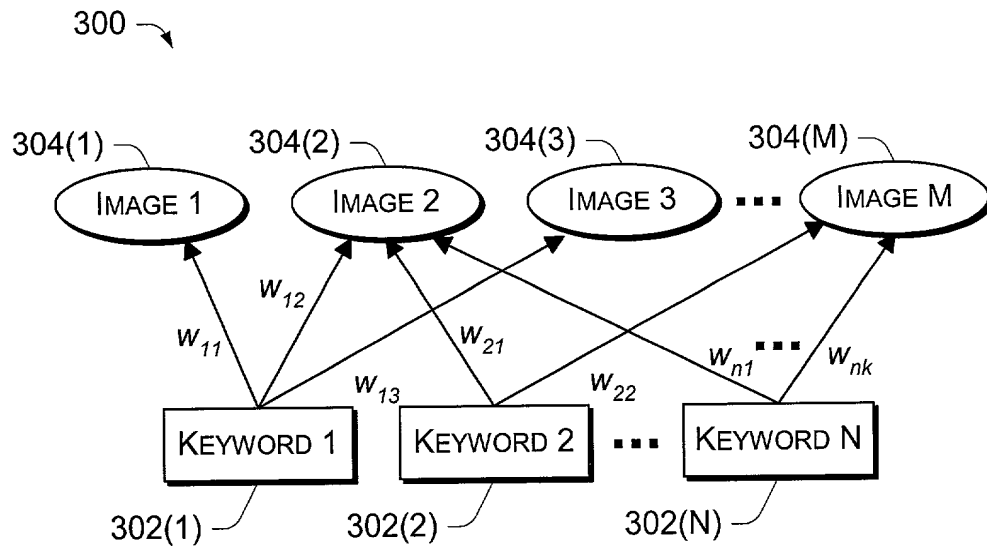 300
304(1) 304(2) 304(3) 304(M)
IMAGE 1 IMAGE 2 IMAGE 3 ... IMAGE M
w12
w11 w21 w13 w22 wn1 ... wnk
KEYWORD 1 KEYWORD 2 ... KEYWORD N
302(1) 302(2) 302(N)